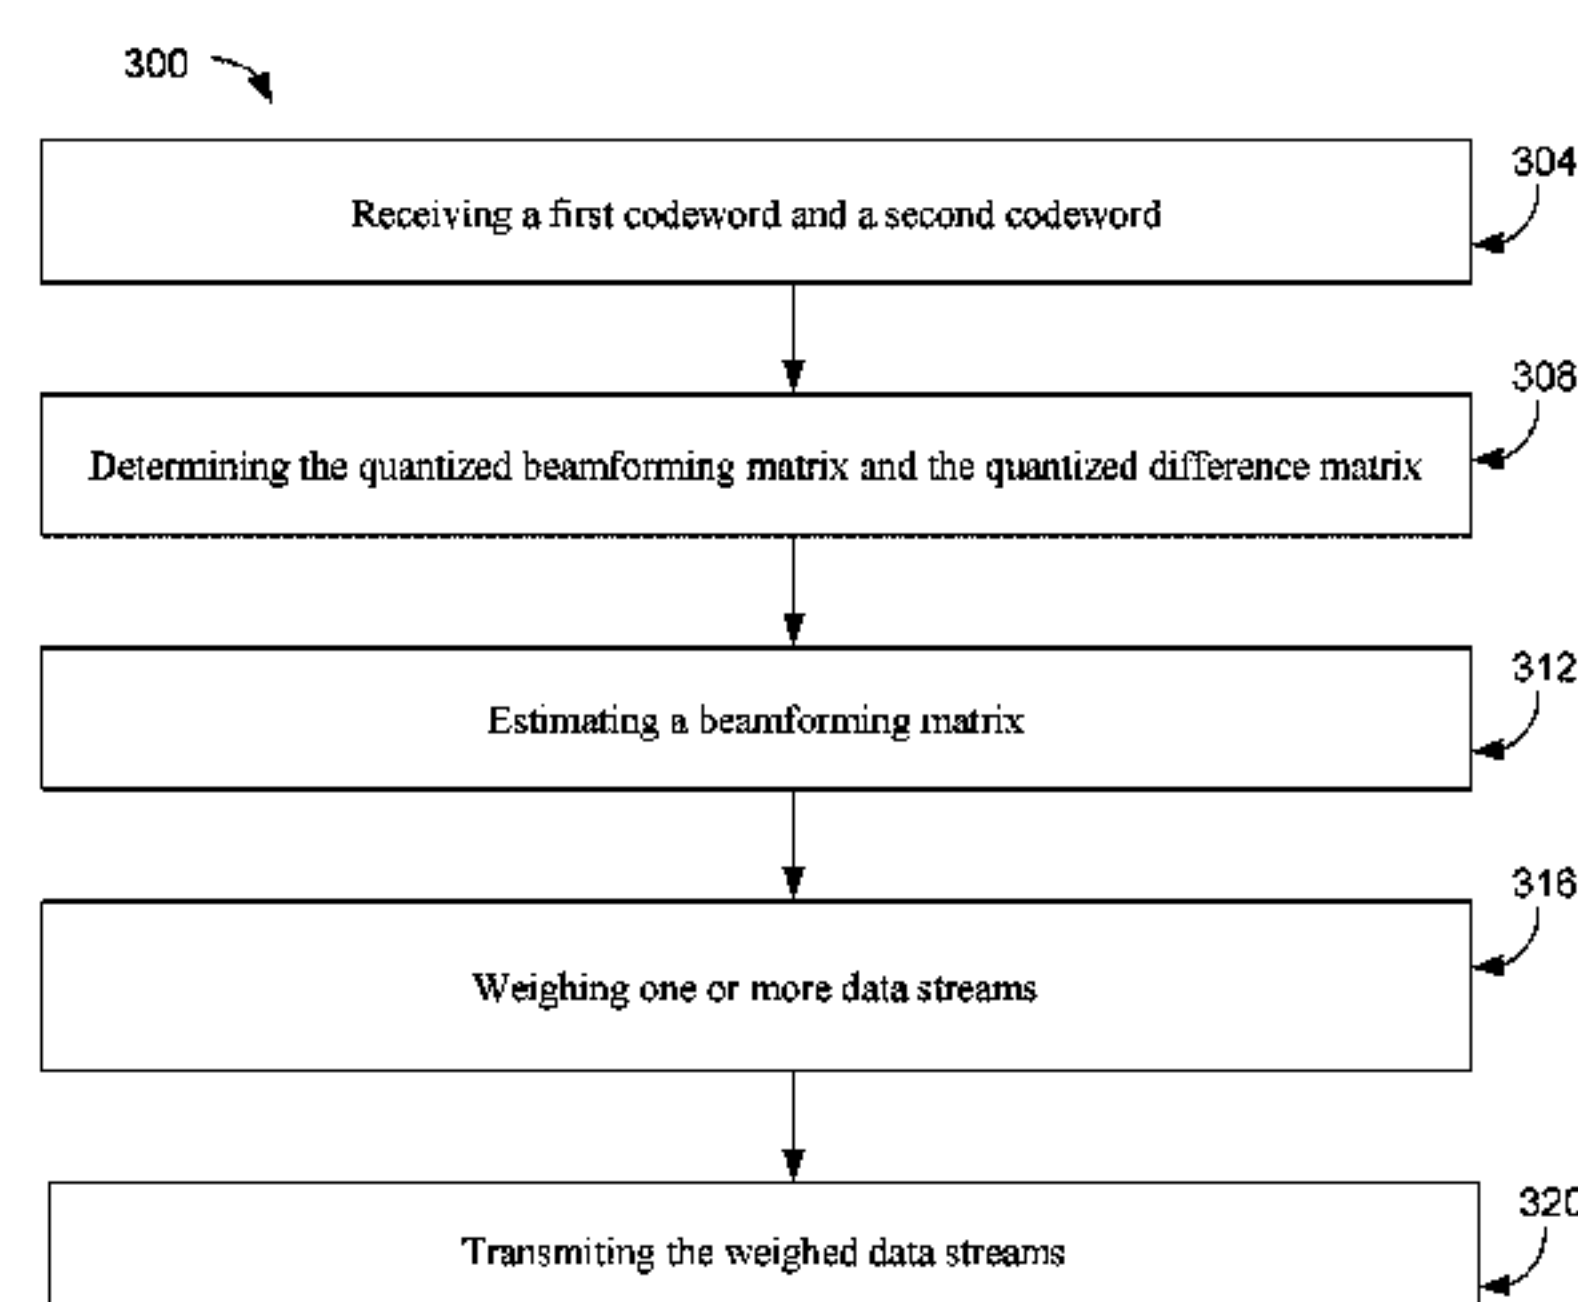 300
304
Receiving a first codeword and a second codeword
308
Determining the quantized beamforming matrix and the quantized difference matrix
312
Estimating a beamforming matrix
316
Weighing one or more data streams
320
Transmiting the weighed data streams